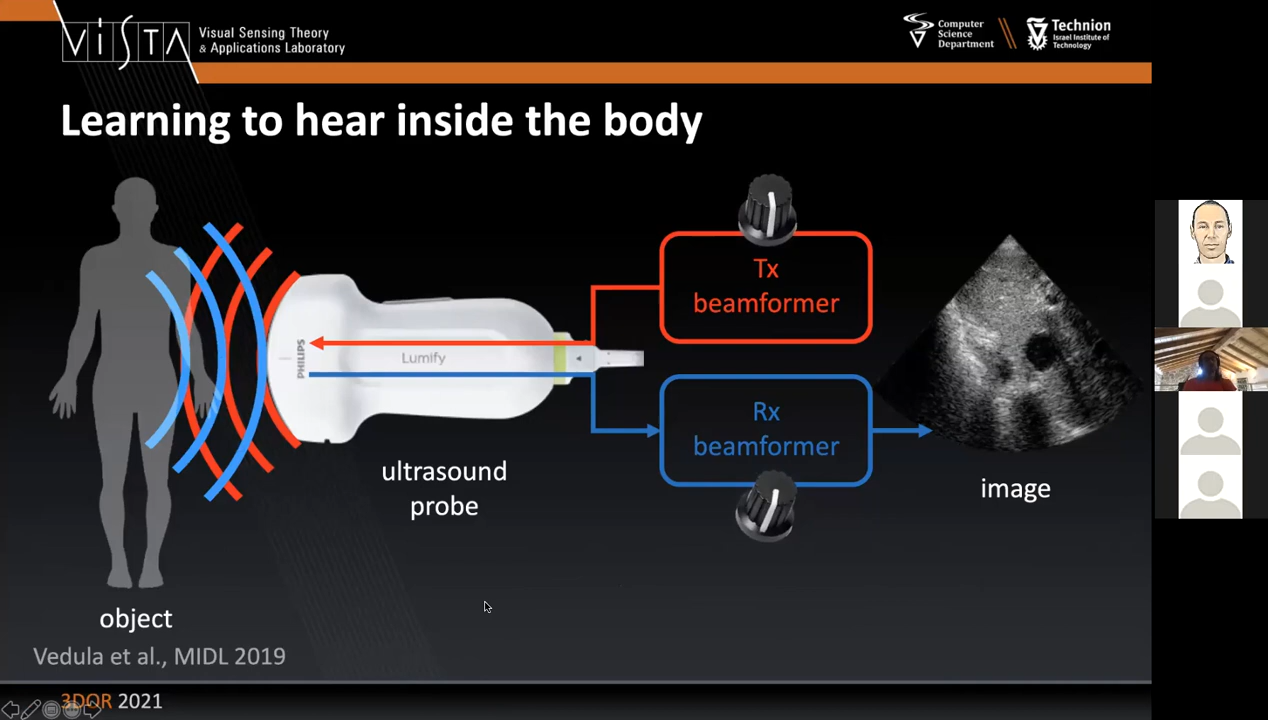 ViSTA
Visual Sensing Theory
& Applications Laboratory
Computer
Science
Department
Technion
Israel Institute of
Technology
Learning to hear inside the body
Tx
beamformer
PHILIPS
Lumify
Rx
beamformer
ultrasound
probe
image
object
Vedula et al., MIDL 2019
3DOR 2021